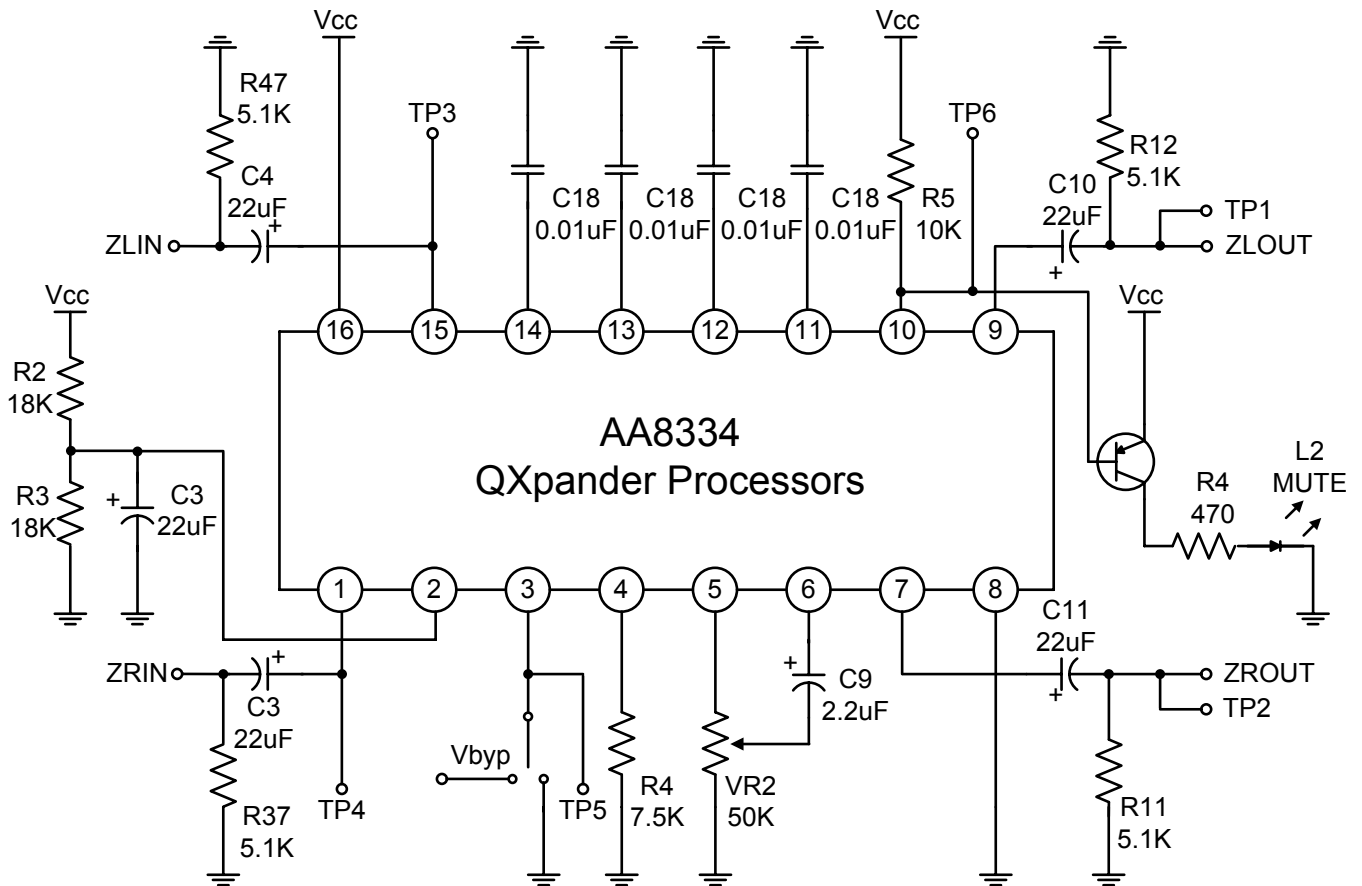 Vcc
Vcc
R47
5.1K
TP3
TP6
C4
22uF
+
ZLIN
C18
0.01uF
C18
0.01uF
C18
0.01uF
C18
0.01uF
R5
10K
C10
22uF
+
R12
5.1K
TP1
ZLOUT
Vcc
Vcc
16
15
14
13
12
11
10
9
R2
18K
R3
18K
+
C3
22uF
AA8334
QXpander Processors
L2
MUTE
R4
470
1
2
3
4
5
6
7
8
ZRIN
+
C3
22uF
R37
5.1K
TP4
Vbyp
TP5
R4
7.5K
VR2
50K
+
C9
2.2uF
C11
22uF
+
ZROUT
TP2
R11
5.1K